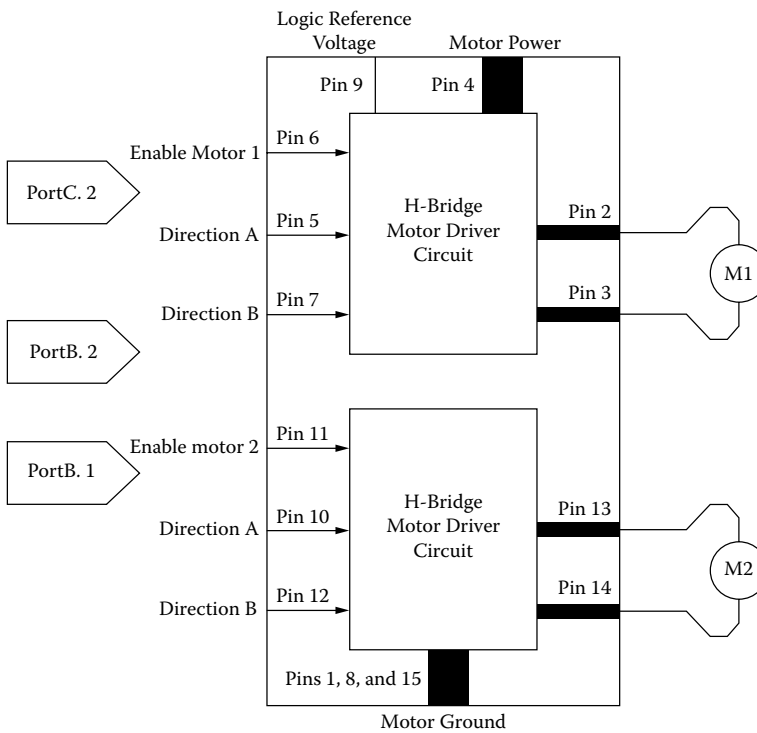 Logic Reference
Voltage
Motor Power
Pin 9
Pin 4
Enable Motor 1
Pin 6
PortC. 2
Direction A
Pin 5
H-Bridge
Motor Driver
Circuit
Pin 2
M1
Direction B
Pin 7
Pin 3
PortB. 2
Enable motor 2
Pin 11
PortB. 1
Direction A
Pin 10
H-Bridge
Motor Driver
Circuit
Pin 13
M2
Direction B
Pin 12
Pin 14
Pins 1, 8, and 15
Motor Ground